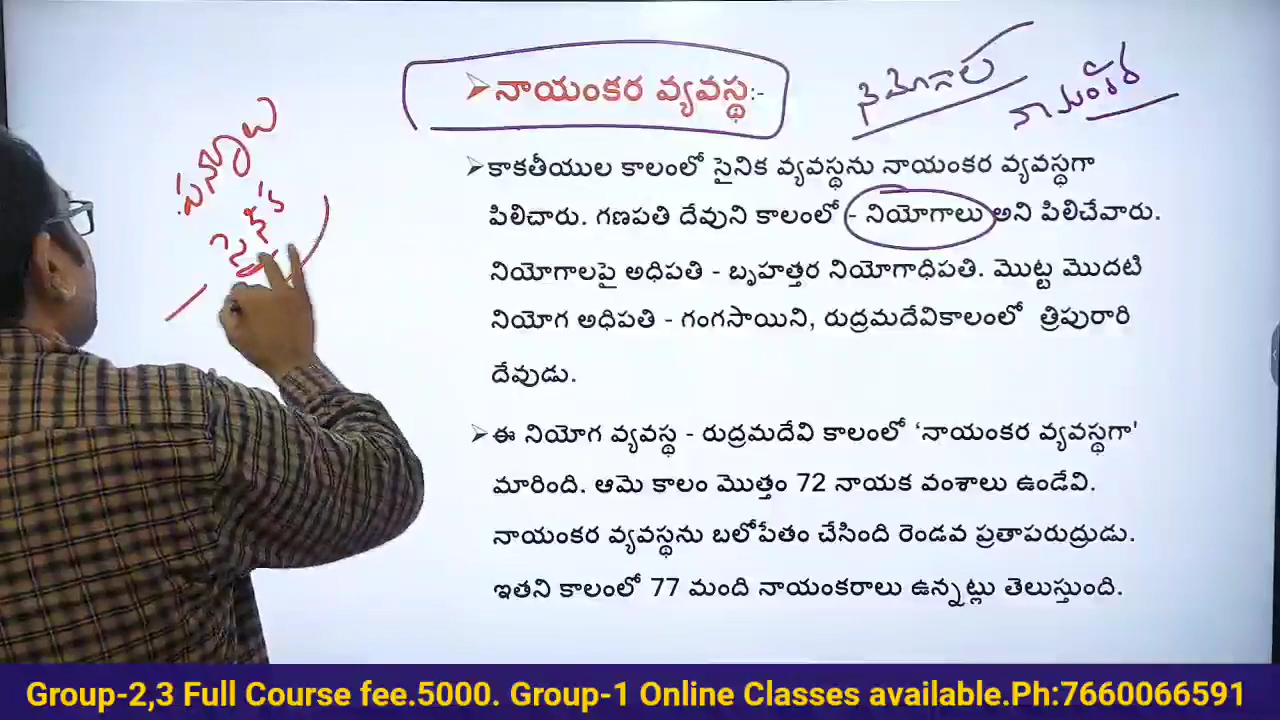 నాయంకర వ్యవస్థ:-
నియోగాలు
నాయంకర
కాకతీయుల కాలంలో సైనిక వ్యవస్థను నాయంకర వ్యవస్థగా
పిలిచారు. గణపతి దేవుని కాలంలో - నియోగాలు అని పిలిచేవారు.
నియోగాలపై అధిపతి - బృహత్తర నియోగాధిపతి. మొట్ట మొదటి
నియోగ అధిపతి - గంగసాయిని, రుద్రమదేవికాలంలో త్రిపురారి
దేవుడు.
ఈ నియోగ వ్యవస్థ - రుద్రమదేవి కాలంలో 'నాయంకర వ్యవస్థగా'
మారింది. ఆమె కాలం మొత్తం 72 నాయక వంశాలు ఉండేవి.
నాయంకర వ్యవస్థను బలోపేతం చేసింది రెండవ ప్రతాపరుద్రుడు.
ఇతని కాలంలో 77 మంది నాయంకరాలు ఉన్నట్లు తెలుస్తుంది.
Group-2,3 Full Course fee.5000. Group-1 Online Classes available.Ph:7660066591